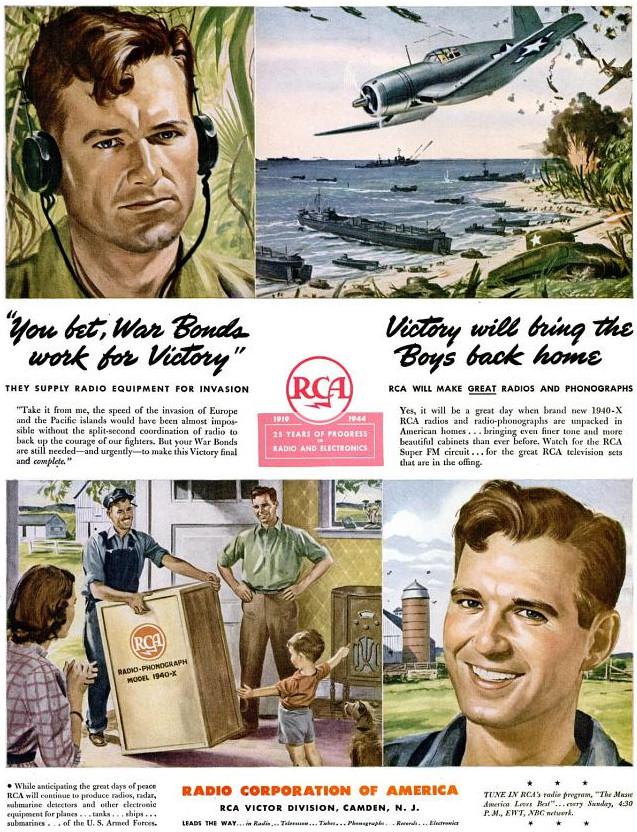 "You bet, War Bonds
work for Victory"
THEY SUPPLY RADIO EQUIPMENT FOR INVASION
"Take it from me, the speed of the invasion of Europe
and the Pacific islands would have been almost impos-
sible without the split-second coordination of radio to
back up the courage of our fighters. But your War Bonds
are still needed—and urgently—to make this Victory final
and complete."
RCA
1919 1944
25 YEARS OF PROGRESS
IN
RADIO AND ELECTRONICS
Victory will bring the
Boys back home
RCA WILL MAKE GREAT RADIOS AND PHONOGRAPHS
Yes, it will be a great day when brand new 1940-X
RCA radios and radio-phonographs are unpacked in
American homes . . . bringing even finer tone and more
beautiful cabinets than ever before. Watch for the RCA
Super FM circuit . . . for the great RCA television sets
that are in the offing.
RCA
RADIO-PHONOGRAPH
MODEL 1940-X
• While anticipating the great days of peace
RCA will continue to produce radios, radar,
submarine detectors and other electronic
equipment for planes . . . tanks . . . ships . . .
submarines . . . of the U. S. Armed Forces.
RADIO CORPORATION OF AMERICA
RCA VICTOR DIVISION, CAMDEN, N. J.
LEADS THE WAY . . . in Radio . . . Television . . . Tubes . . . Phonographs . . . Records . . . Electronics
TUNE IN RCA's radio program, "The Music
America Loves Best" . . . every Sunday, 4:30
P. M., EWT, NBC network.